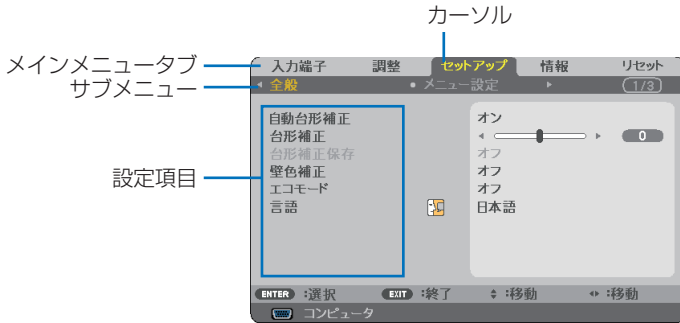 カーソル
メインメニュータブ
サブメニュー
設定項目
入力端子 調整 セットアップ 情報 リセット
全般 ● メニュー設定 1/3
自動台形補正 オン
台形補正 0
台形補正保存 オフ
壁色補正 オフ
エコモード オフ
言語 日本語
ENTER :選択 EXIT :終了 :移動 :移動
コンピュータ